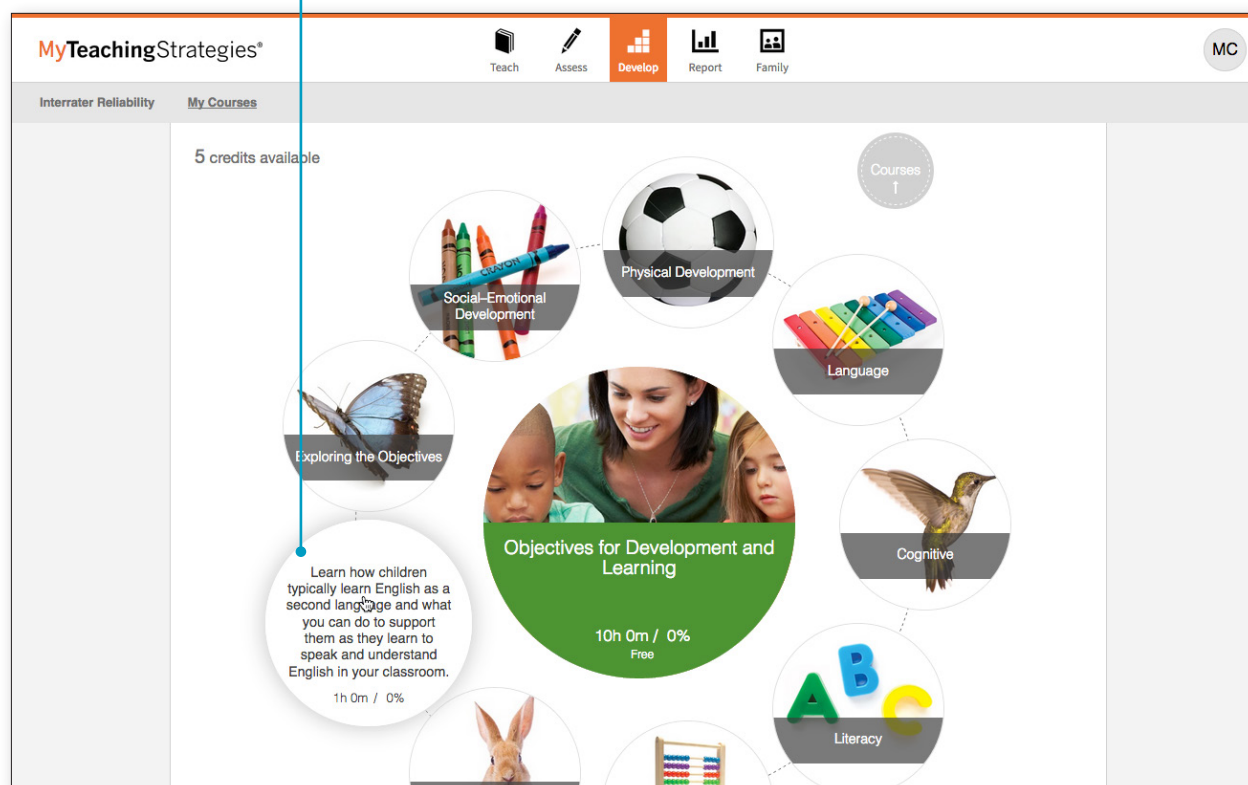 MyTeachingStrategies®
Teach
Assess
Develop
Report
Family
MC
Interrater Reliability
My Courses
5 credits available
Courses
↑
Physical Development
CRAYON
Social–Emotional
Development
Language
Exploring the Objectives
Objectives for Development and
Learning
10h 0m / 0%
Free
Cognitive
Learn how children
typically learn English as a
second language and what
you can do to support
them as they learn to
speak and understand
English in your classroom.
1h 0m / 0%
A B C
Literacy